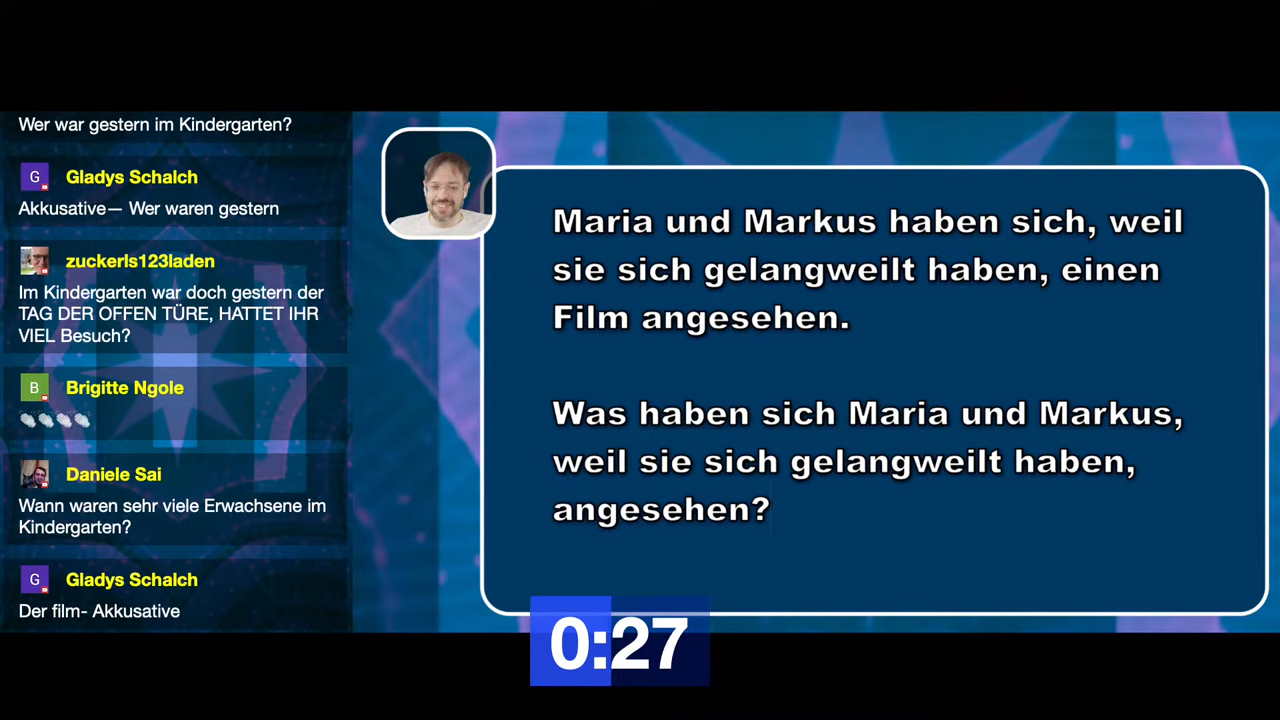 Wer war gestern im Kindergarten?
G
Gladys Schalch
Akkusative— Wer waren gestern
zuckerls123laden
Im Kindergarten war doch gestern der
TAG DER OFFEN TÜRE, HATTET IHR
VIEL Besuch?
B
Brigitte Ngole
Daniele Sai
Wann waren sehr viele Erwachsene im
Kindergarten?
G
Gladys Schalch
Der film- Akkusative
Maria und Markus haben sich, weil
sie sich gelangweilt haben, einen
Film angesehen.
Was haben sich Maria und Markus,
weil sie sich gelangweilt haben,
angesehen?
0:27